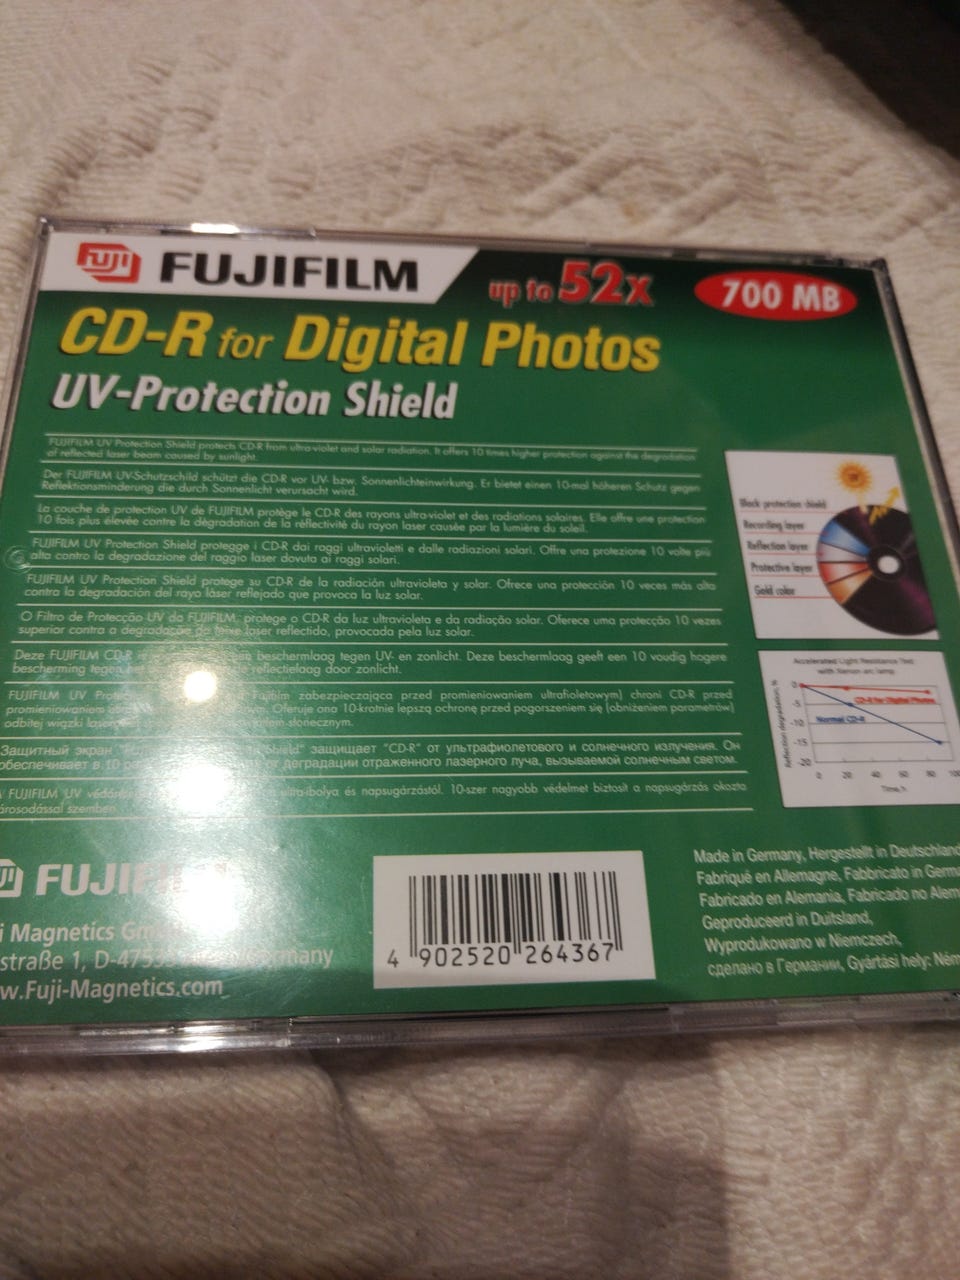 FUJI FUJIFILM
up to 52x
700 MB
CD-R for Digital Photos
UV-Protection Shield
FUJIFILM UV Protection Shield protects CD-R from ultra-violet and solar radiation. It offers 10 times higher protection against the degradation
of reflected laser beam caused by sunlight.
Der FUJIFILM UV-Schutzschild schützt die CD-R vor UV- bzw. Sonnenlichteinwirkung. Er bietet einen 10-mal höheren Schutz gegen
Reflektionsminderung die durch Sonnenlicht verursacht wird.
La couche de protection UV de FUJIFILM protège le CD-R des rayons ultra-violet et des radiations solaires. Elle offre une protection
10 fois plus élevée contre la dègradation de la réflectivité du rayon laser causée par la lumière du soleil.
FUJIFILM UV Protection Shield protegge i CD-R dai raggi ultravioletti e dalle radiazioni solari. Offre una protezione 10 volte più
alta contro la degradazione del raggio laser dovuta ai raggi solari.
FUJIFILM UV Protection Shield protege su CD-R de la radiación ultravioleta y solar. Ofrece una protección 10 veces más alta
contra la degradación del rayo láser reflejado que provoca la luz solar.
O Filtro de Protecção UV da FUJIFILM, protege o CD-R da luz ultravioleta e da radiação solar. Oferece uma protecção 10 vezes
superior contra a degradação do feixe laser reflectido, provocada pela luz solar.
Deze FUJIFILM CD-R beschermlaag tegen UV- en zonlicht. Deze beschermlaag geeft een 10 voudig hogere
bescherming tegen het reflectielaag door zonlicht.
FUJIFILM UV Fujifilm zabezpieczająca przed promieniowaniem ultrafioletowym) chroni CD-R przed
promieniowaniem Oferuje ona 10-krotnie lepszą ochronę przed pogorszeniem się (obniżeniem parametrów)
odbitej wiązki słonecznym.
Защитный экран Shield" защищает "CD-R" от ультрафиолетового и солнечного излучения. Он
обеспечивает в 10 от деградации отраженного лазерного луча, вызываемой солнечным светом.
FUJIFILM UV ultra-ibolya és napsugárzástól. 10-szer nagyobb védelmet biztosít a napsugárzás okozta
szemben.
Black protection shield
Recording layer
Reflection layer
Protective layer
Gold color
Accelerated Light Resistance Test
with Xenon arc lamp
Reflection degradation, %
0
-5
-10
-15
-20
CD-R for Digital Photos
Normal CD-R
0 20 40 60 80 100
Time, h
Magnetics
straße 1, Germany
Fuji-Magnetics.com
4 902520 264367
Made in Germany, Hergestellt in Deutschland
Fabriqué en Allemagne, Fabbricato in
Fabricado en Alemania, Fabricado no
Geproduceerd in Duitsland,
Wyprodukowano w Niemczech,
сделано в Германии, Gyártási hely: